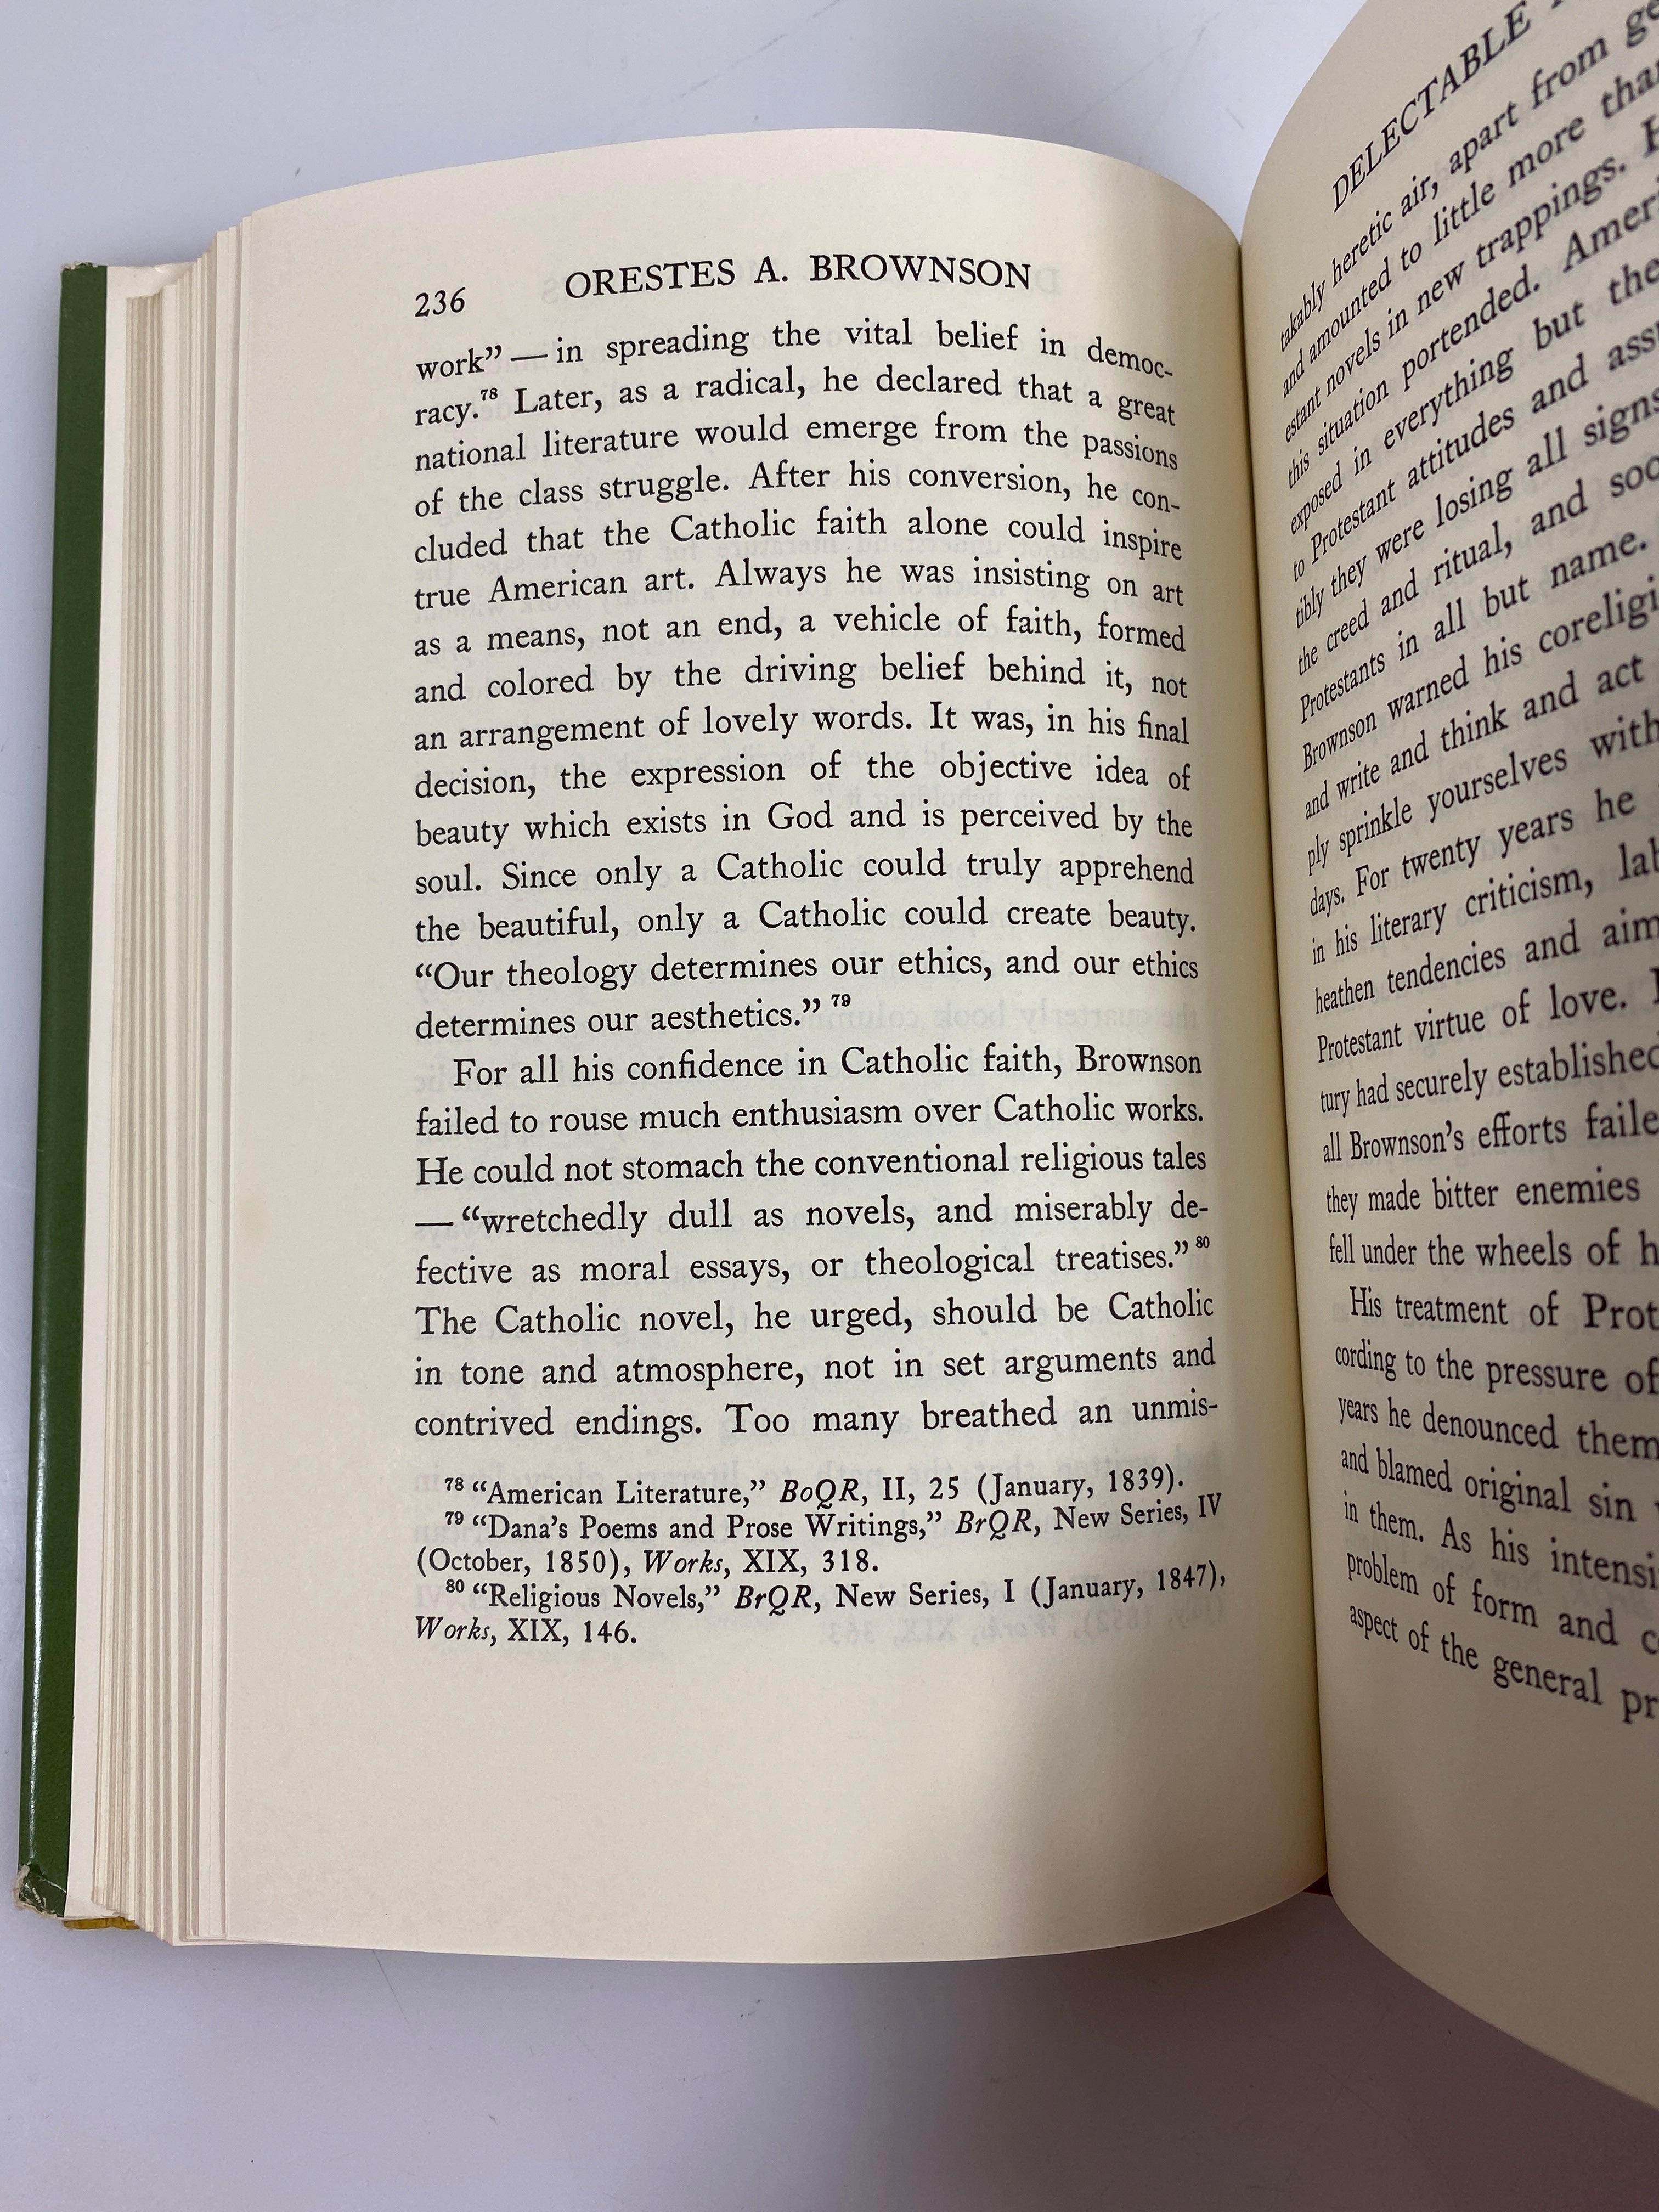 236 ORESTES A. BROWNSON
work” — in spreading the vital belief in democ-
racy.⁷⁸ Later, as a radical, he declared that a great
national literature would emerge from the passions
of the class struggle. After his conversion, he con-
cluded that the Catholic faith alone could inspire
true American art. Always he was insisting on art
as a means, not an end, a vehicle of faith, formed
and colored by the driving belief behind it, not
an arrangement of lovely words. It was, in his final
decision, the expression of the objective idea of
beauty which exists in God and is perceived by the
soul. Since only a Catholic could truly apprehend
the beautiful, only a Catholic could create beauty.
“Our theology determines our ethics, and our ethics
determines our aesthetics.” ⁷⁹
For all his confidence in Catholic faith, Brownson
failed to rouse much enthusiasm over Catholic works.
He could not stomach the conventional religious tales
— “wretchedly dull as novels, and miserably de-
fective as moral essays, or theological treatises.” ⁸⁰
The Catholic novel, he urged, should be Catholic
in tone and atmosphere, not in set arguments and
contrived endings. Too many breathed an unmis-
⁷⁸ “American Literature,” BoQR, II, 25 (January, 1839).
⁷⁹ “Dana’s Poems and Prose Writings,” BrQR, New Series, IV
(October, 1850), Works, XIX, 318.
⁸⁰ “Religious Novels,” BrQR, New Series, I (January, 1847),
Works, XIX, 146.
DELECTABLE
takably heretic air, apart from
and amounted to little more
estant novels in new trappings.
this situation portended.
exposed in everything but the
to Protestant attitudes and
tibly they were losing all signs
the creed and ritual, and
Protestants in all but name.
Brownson warned his
and write and think and act
ply sprinkle yourselves with
days. For twenty years he
in his literary criticism,
heathen tendencies and
Protestant virtue of love.
tury had securely established
all Brownson’s efforts
they made bitter enemies
fell under the wheels of
His treatment of
cording to the pressure of
years he denounced them
and blamed original sin
in them. As his
problem of form and
aspect of the general